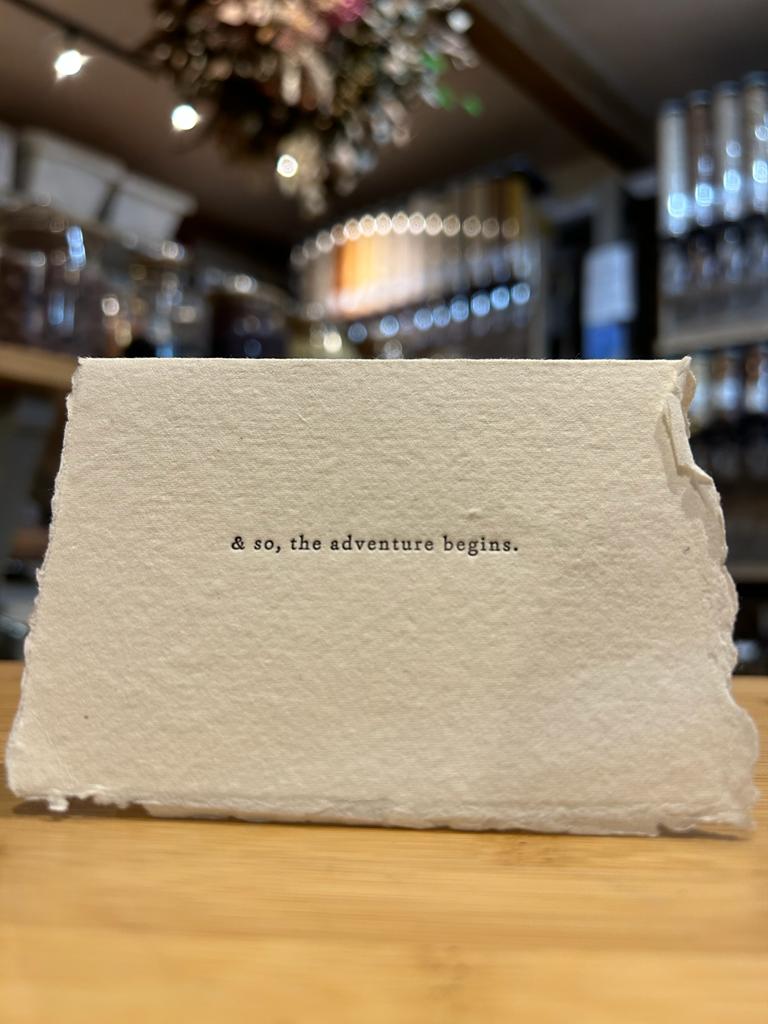 & so, the adventure begins.